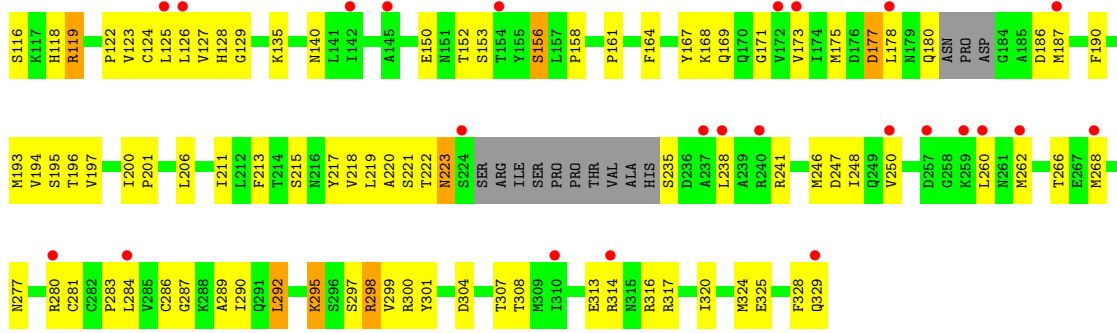 S116 K117 H118 R119 P122 V123 C124 L125 L126 V127 H128 G129 K135 N140 L141 I142 A145 E150 N151 T152 S153 T154 Y155 S156 L157 P158 P161 F164 Y167 K168 Q169 Q170 G171 V172 V173 I174 M175 D176 D177 L178 N179 Q180 ASN PRO ASP G184 A185 D186 M187 F190
M193 V194 S195 T196 V197 I200 P201 L206 I211 L212 F213 T214 S215 N216 Y217 V218 L219 A220 S221 T222 N223 S224 SER ARG ILE SER PRO PRO THR VAL ALA HIS S235 D236 A237 L238 A239 R240 R241 M246 D247 I248 Q249 V250 D257 G258 K259 L260 N261 M262 T266 E267 M268
N277 R280 C281 C282 P283 L284 V285 C286 G287 K288 A289 I290 Q291 L292 K295 S296 S297 R298 V299 R300 Y301 D304 T307 T308 M309 I310 E313 R314 N315 R316 R317 I320 M324 E325 F328 Q329